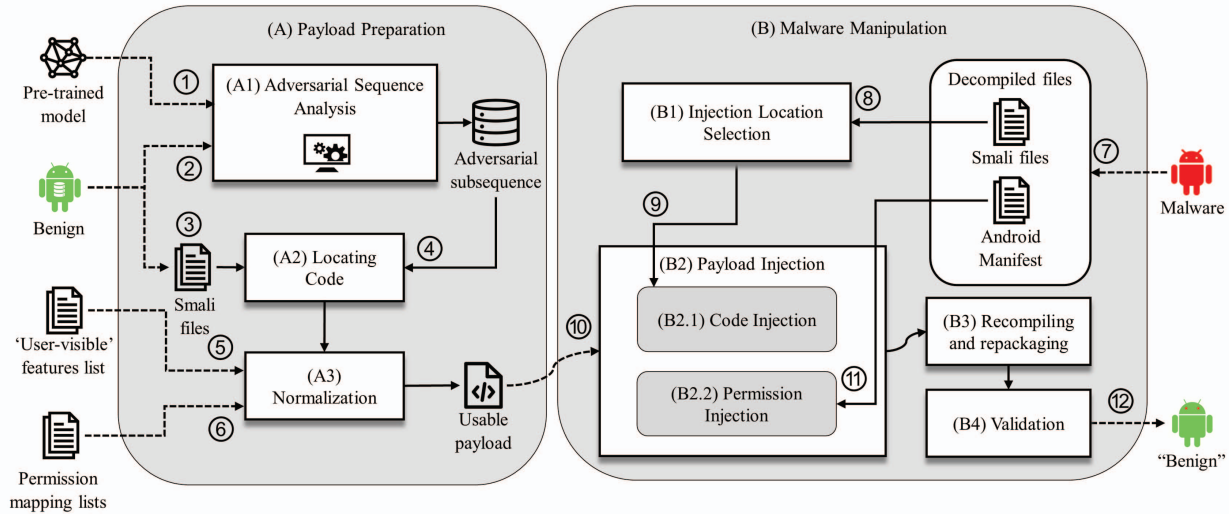 (A) Payload Preparation
(B) Malware Manipulation
Pre-trained
model
①
(A1) Adversarial Sequence
Analysis
②
Adversarial
subsequence
Benign
③
Smali
files
(A2) Locating
Code
④
‘User-visible’
features list
⑤
(A3)
Normalization
⑥
Permission
mapping lists
Usable
payload
Decompiled files
Smali files
Android
Manifest
⑦
Malware
⑧
(B1) Injection Location
Selection
⑨
(B2) Payload Injection
(B2.1) Code Injection
⑩
(B2.2) Permission
Injection
⑪
(B3) Recompiling
and repackaging
(B4) Validation
⑫
“Benign”